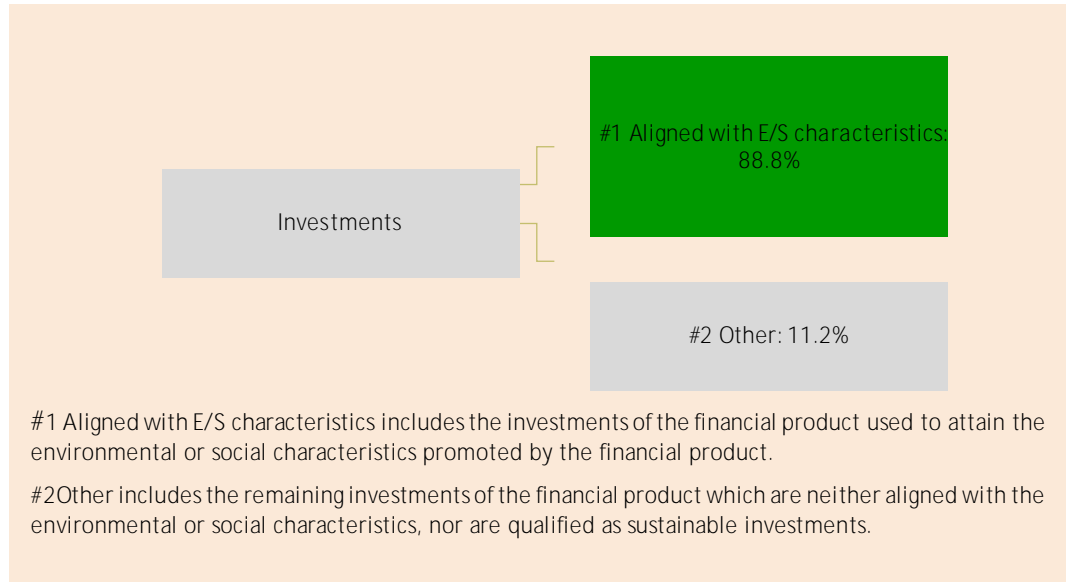 #1 Aligned with E/S characteristics:
88.8%
Investments
#2 Other: 11.2%
#1 Aligned with E/S characteristics includes the investments of the financial product used to attain the
environmental or social characteristics promoted by the financial product.
#2Other includes the remaining investments of the financial product which are neither aligned with the
environmental or social characteristics, nor are qualified as sustainable investments.